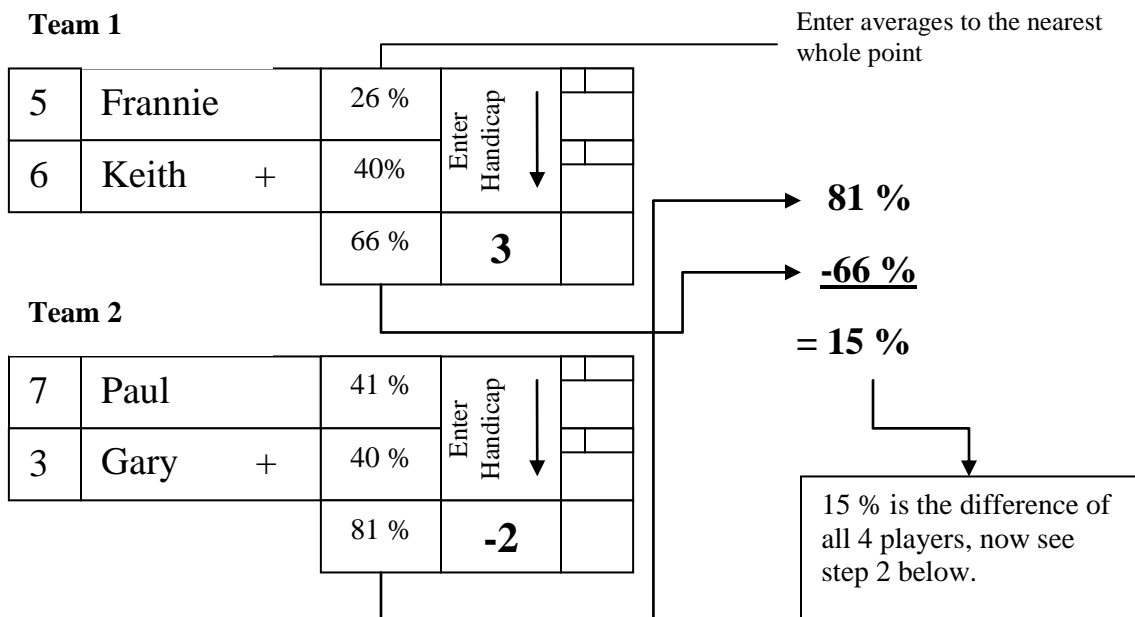 Team 1
Enter averages to the nearest
whole point
5 Frannie 26 %
Enter
Handicap
6 Keith + 40%
66 % 3
81 %
-66 %
= 15 %
Team 2
7 Paul 41 %
Enter
Handicap
3 Gary + 40 %
81 % -2
15 % is the difference of
all 4 players, now see
step 2 below.